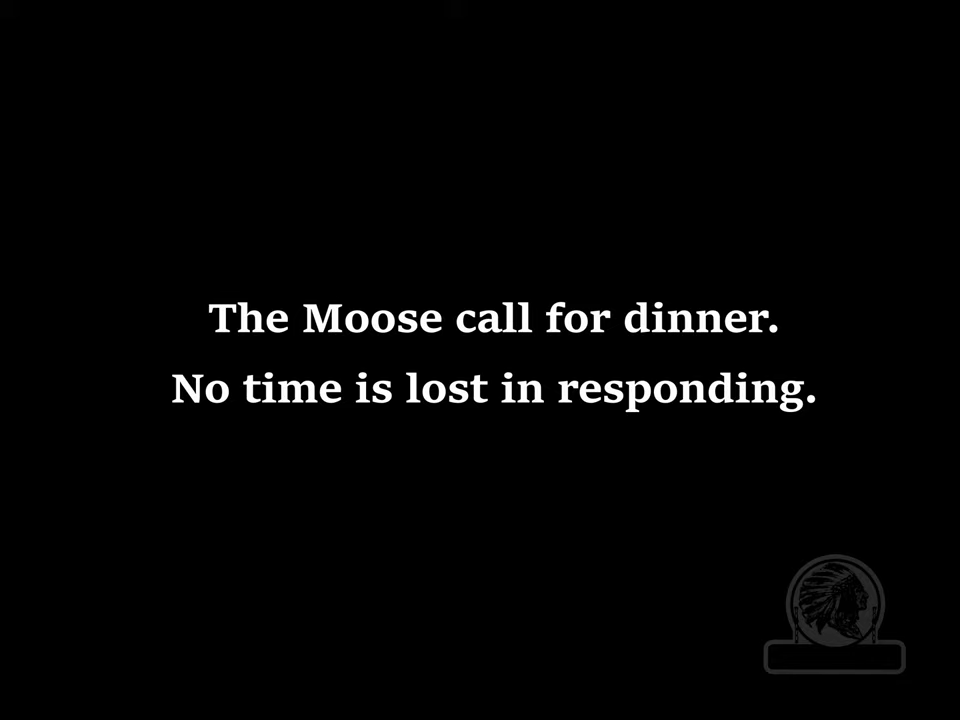 The Moose call for dinner.
No time is lost in responding.